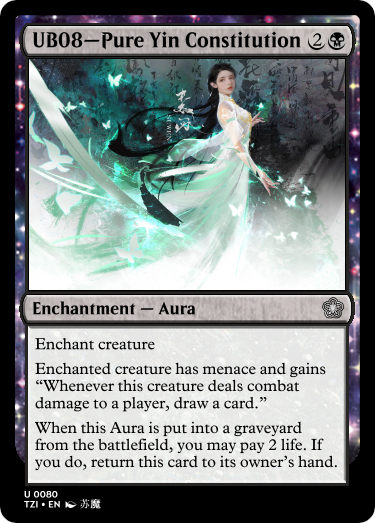 UB08—Pure Yin Constitution 2
Enchantment — Aura
Enchant creature
Enchanted creature has menace and gains
“Whenever this creature deals combat
damage to a player, draw a card.”
When this Aura is put into a graveyard
from the battlefield, you may pay 2 life. If
you do, return this card to its owner’s hand.
U 0080
TZI • EN 苏魔